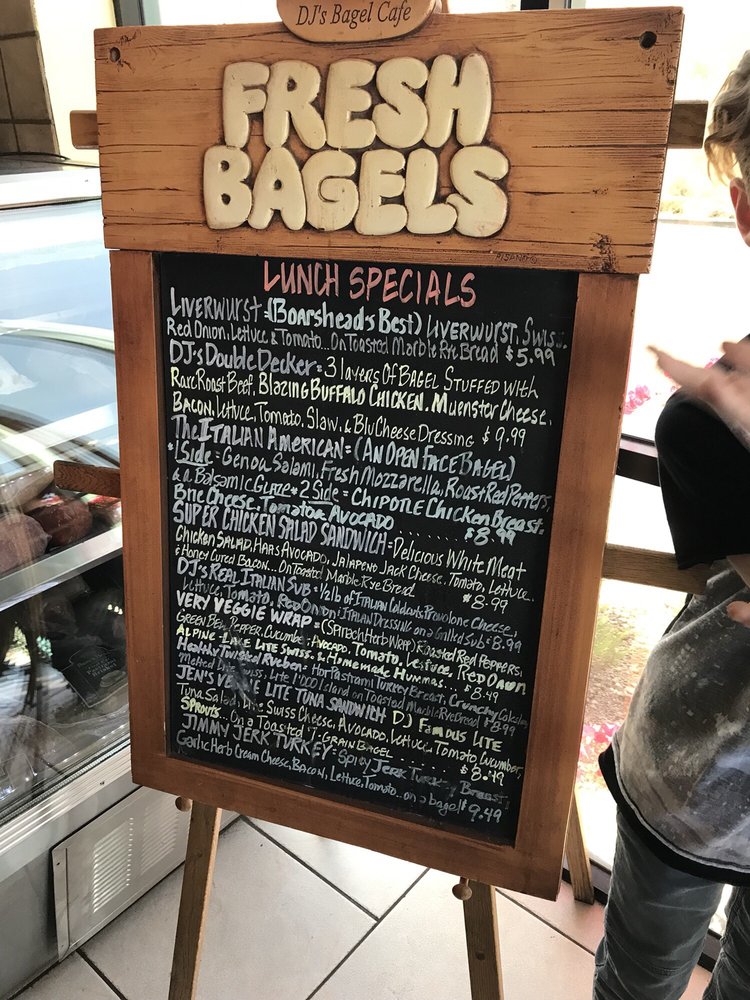 DJ's Bagel Cafe
FRESH
BAGELS
LUNCH SPECIALS
LIVERWURST = (Boarsheads Best) LIVERWURST, SWISS,
Red Onion, Lettuce & Tomato... On Toasted Marble Rye Bread $5.99
DJ's Double Decker = 3 layers Of BAGEL STUFFED with
Rare Roast Beef, Blazing BUFFALO CHICKEN, Muenster Cheese,
BACON, Lettuce, Tomato, Slaw, & Blu Cheese Dressing $9.99
The ITALIAN AMERICAN = (AN OPEN FACE BAGEL)
*1 Side = Genoa Salami, Fresh Mozzarella, Roast Red Peppers,
& a Balsamic Glaze * 2 Side = CHIPOTLE Chicken Breast,
Brie Cheese, Tomato & AVOCADO ........ $8.99
SUPER CHICKEN SALAD SANDWICH = Delicious White Meat
Chicken SALAD, HAAS AVOCADO, JALAPENO JACK Cheese, Tomato, Lettuce,
& Honey Cured Bacon... On Toasted Marble Rye Bread $8.99
DJ's REAL ITALIAN SUB = 1/2 lb of ITALIAN Coldcuts, Provolone Cheese,
Lettuce, Tomato, Red Onion & ITALIAN DRESSING on a Grilled Sub $8.99
VERY VEGGIE WRAP = (Spinach Herb Wrap) Roasted Red Peppers,
GREEN Bell PEPPER, Cucumber, AVOCADO, Tomato, Lettuce, Red Onion,
ALPINE LAKE LITE SWISS, & Homemade Hummas... $8.49
Healthy Twisted Rueben = Hot Pastrami Turkey Breast, Crunchy Coleslaw,
Melted Lite Swiss, Lite 1000 Island on Toasted Marble Rye Bread $8.99
JEN'S LITE TUNA SANDWICH DJ FAMOUS LITE
Tuna Salad, Lite Swiss Cheese, AVOCADO, Lettuce, Tomato, Cucumber,
SPROUTS... On a Toasted 7-GRAIN BAGEL ........ $8.49
JIMMY JERK TURKEY = Spicy Jerk Turkey Breast,
Garlic Herb Cream Cheese, BACON, Lettuce, Tomato... on a bagel $9.49